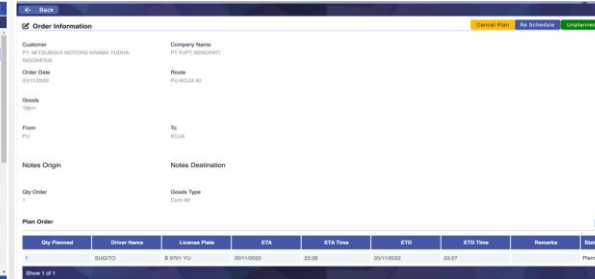 ← Back
Order Information
Cancel Plan Re Schedule Unplanned
Customer Company Name
PT. MITSUBISHI MOTORS KRAMA YUDHA INDONESIA
PT FJPT SENOPATI
Order Date Route
20/11/2022 PU-KOJA 40
Goods
From To
PU KOJA
Notes Origin Notes Destination
Qty Order Goods Type
1 Cont 40'
Plan Order
Qty Planned Driver Name License Plate ETA ETA Time ETD ETD Time Remarks
1 SUGITO B 9701 YU 20/11/2022 23:28 20/11/2022 23:27
Show 1 of 1